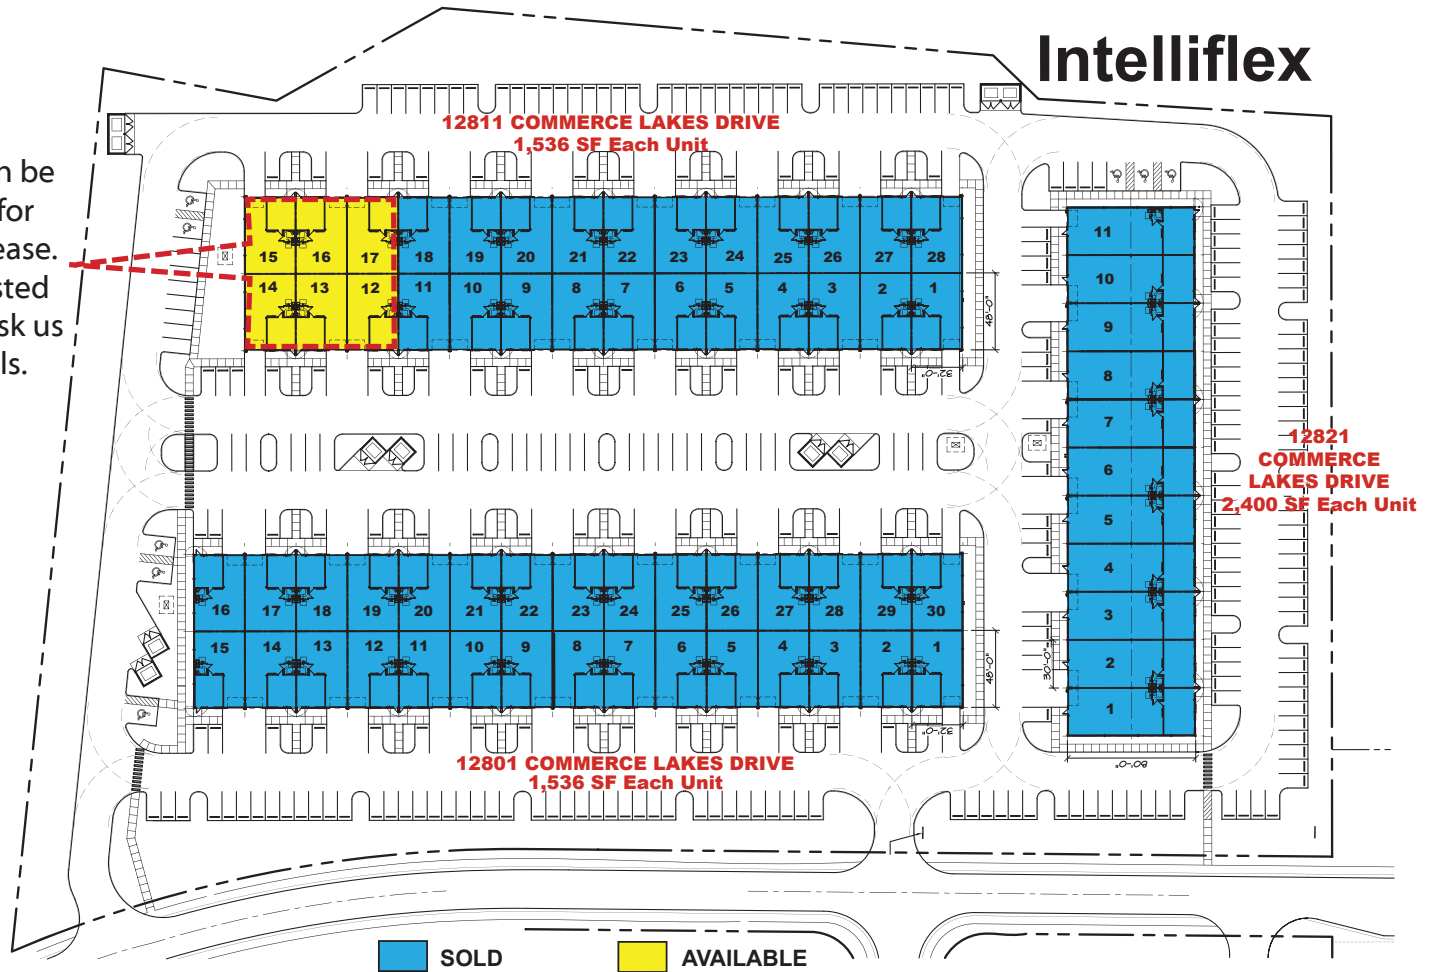 Intelliflex
n be
for
ease.
sted
sk us
ls.
12811 COMMERCE LAKES DRIVE
1,536 SF Each Unit
15 16 17 18 19 20 21 22 23 24 25 26 27 28
14 13 12 11 10 9 8 7 6 5 4 3 2 1
48'-0"
32'-0"
11
10
9
8
7
6
5
4
3
2
1
30'-0"
80'-0"
12821
COMMERCE
LAKES DRIVE
2,400 SF Each Unit
16 17 18 19 20 21 22 23 24 25 26 27 28 29 30
15 14 13 12 11 10 9 8 7 6 5 4 3 2 1
48'-0"
32'-0"
12801 COMMERCE LAKES DRIVE
1,536 SF Each Unit
SOLD
AVAILABLE